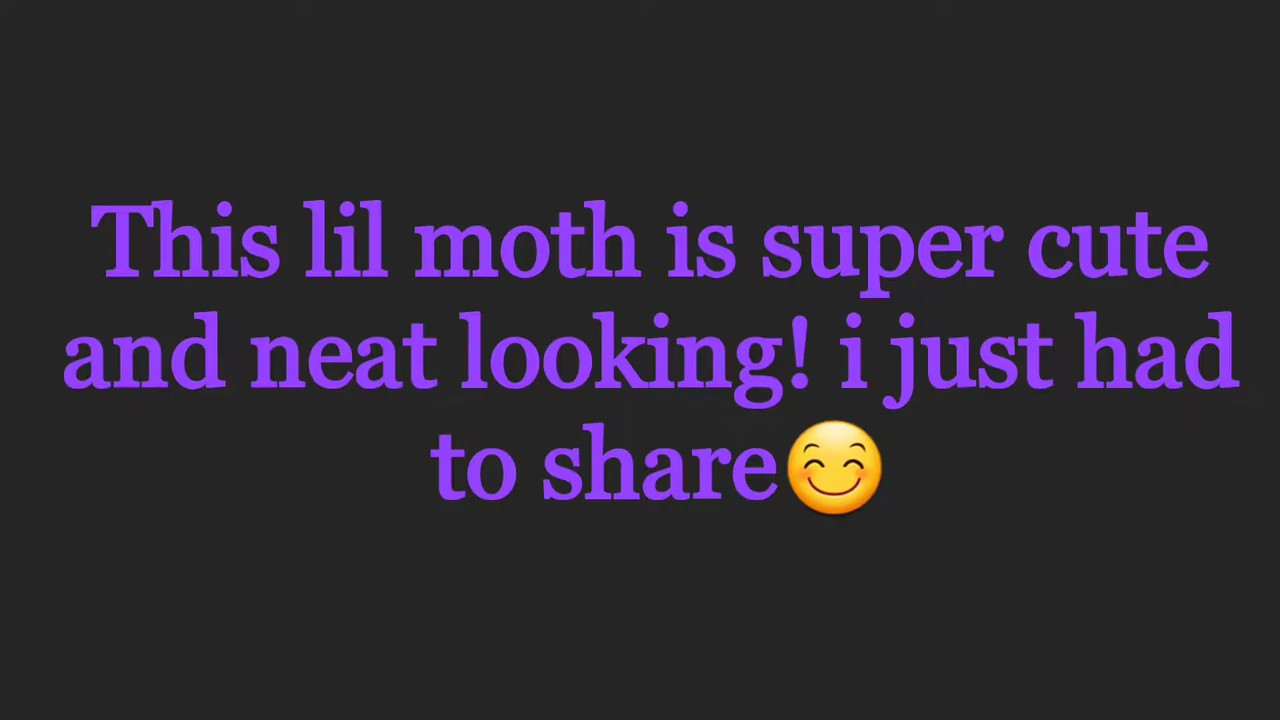 This lil moth is super cute
and neat looking! i just had
to share😊